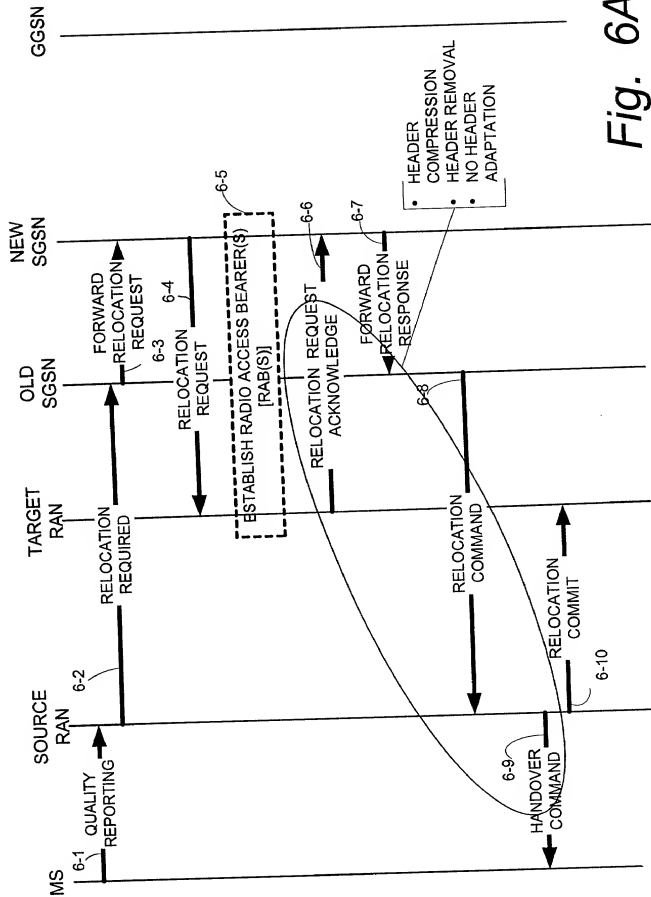 MS
SOURCE
RAN
TARGET
RAN
OLD
SGSN
NEW
SGSN
GGSN
6-1
QUALITY
REPORTING
6-2
RELOCATION
REQUIRED
6-3
FORWARD
RELOCATION
REQUEST
RELOCATION
REQUEST
6-4
ESTABLISH RADIO ACCESS BEARER(S)
[RAB(S)]
6-5
RELOCATION REQUEST
ACKNOWLEDGE
6-6
FORWARD
RELOCATION
RESPONSE
6-7
• HEADER
COMPRESSION
• HEADER REMOVAL
• NO HEADER
ADAPTATION
RELOCATION
COMMAND
6-8
HANDOVER
COMMAND
6-9
RELOCATION
COMMIT
6-10
Fig. 6A